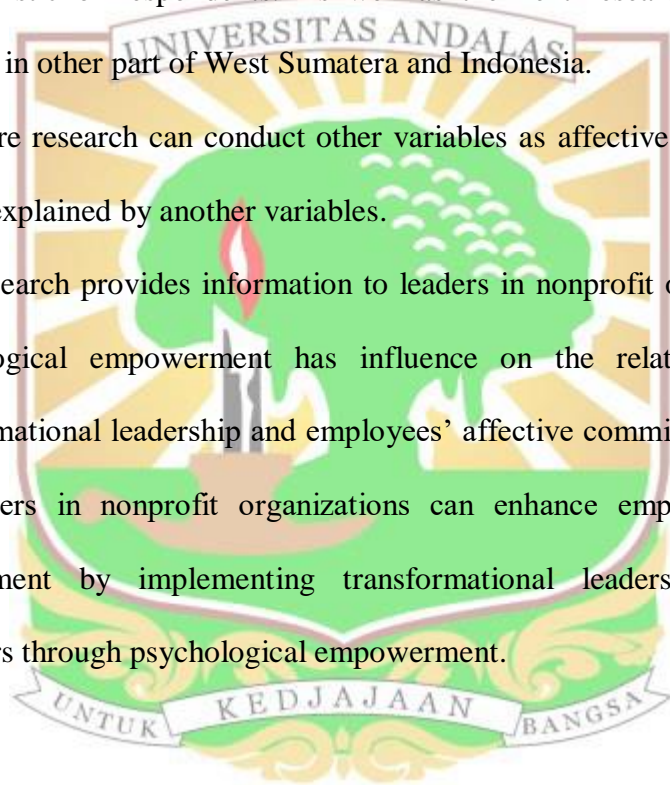 UNIVERSITAS ANDALAS
in other part of West Sumatera and Indonesia.
re research can conduct other variables as affective
explained by another variables.
earch provides information to leaders in nonprofit
ogical empowerment has influence on the relat
mational leadership and employees’ affective commi
ers in nonprofit organizations can enhance emp
ment by implementing transformational leaders
rs through psychological empowerment.
UNTUK KEDJAJAAN BANGSA